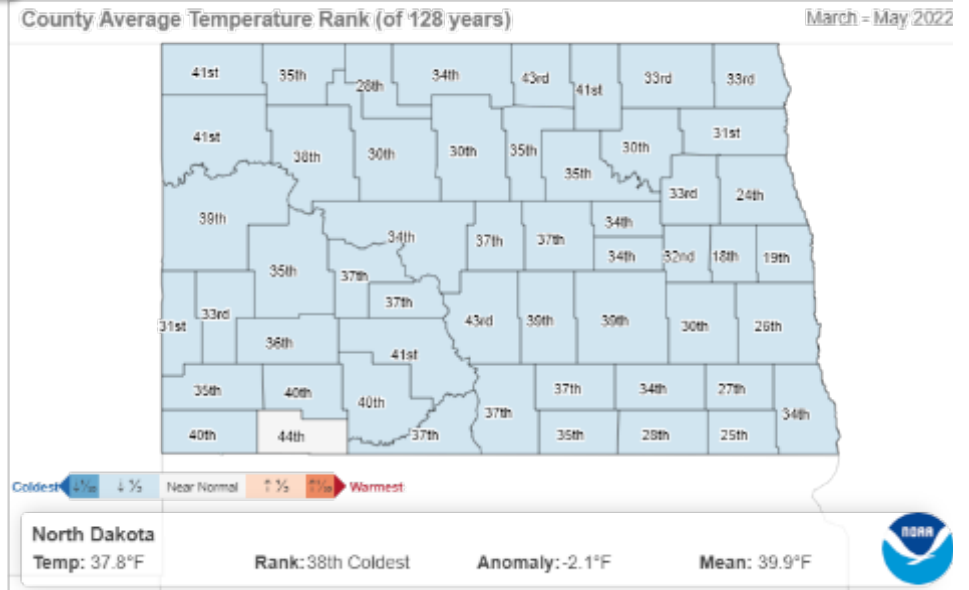 County Average Temperature Rank (of 128 years)
March - May 2022
41st 35th 28th 34th 43rd 41st 33rd 33rd
41st 38th 30th 30th 35th 35th 30th 31st
39th 33rd 24th
34th 37th 37th 34th
35th 37th 34th 32nd 18th 19th
31st 33rd 37th 43rd 39th 39th 30th 26th
36th 41st
35th 40th 40th 37th 37th 34th 27th 34th
40th 44th 37th 35th 28th 25th
Coldest ↓ ⅓ Near Normal ↑ ⅓ Warmest
North Dakota
Temp: 37.8°F Rank:38th Coldest Anomaly:-2.1°F Mean: 39.9°F
NOAA